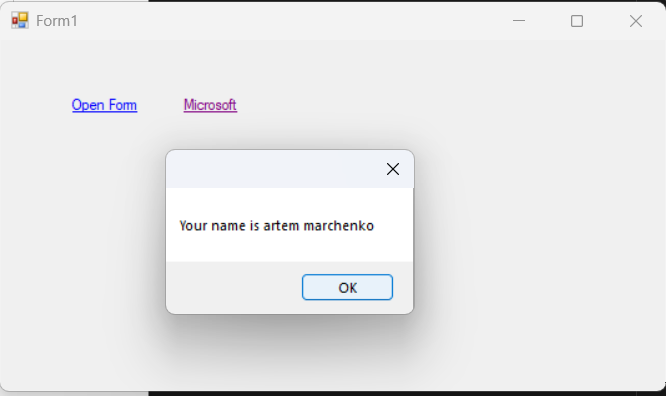 Form1
Open Form Microsoft
Your name is artem marchenko
OK